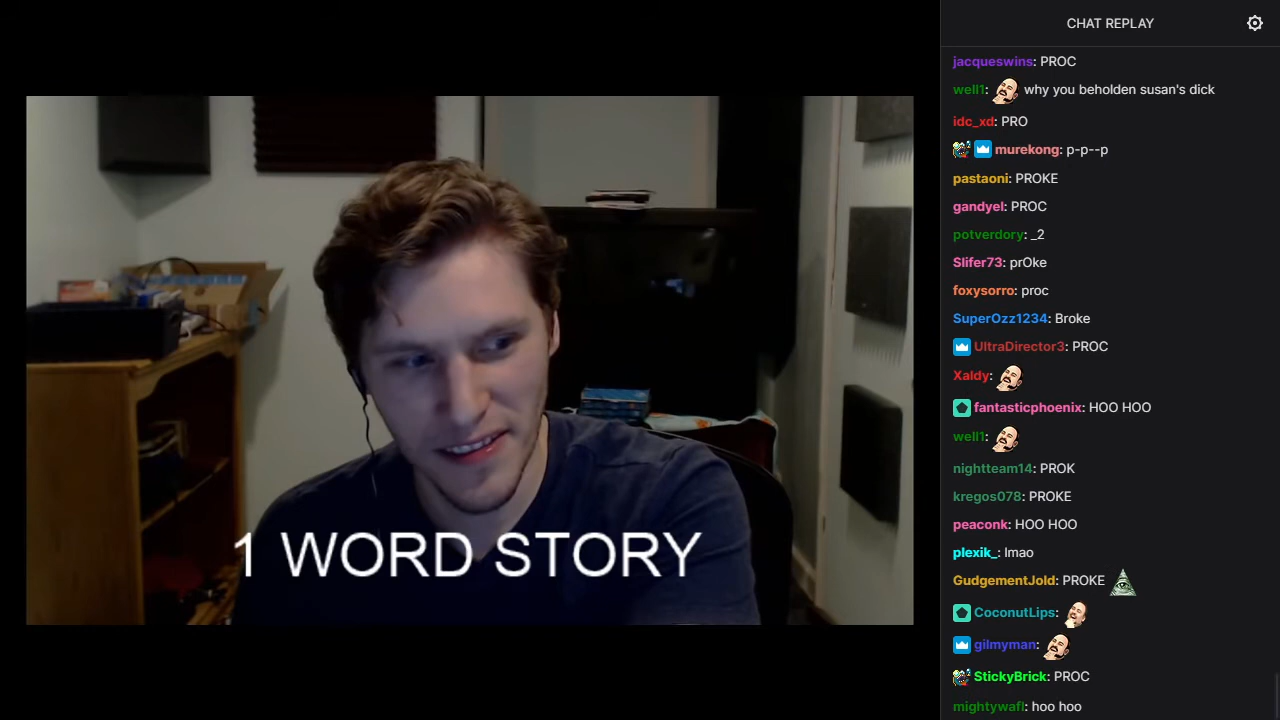 1 WORD STORY
CHAT REPLAY
jacqueswins: PROC
well1: why you beholden susan's dick
idc_xd: PRO
murekong: p-p--p
pastaoni: PROKE
gandyel: PROC
potverdory: _2
Slifer73: prOke
foxysorro: proc
SuperOzz1234: Broke
UltraDirector3: PROC
Xaldy:
fantasticphoenix: HOO HOO
well1:
nightteam14: PROK
kregos078: PROKE
peaconk: HOO HOO
plexik_: lmao
GudgementJold: PROKE
CoconutLips:
gilmyman:
StickyBrick: PROC
mightywafl: hoo hoo